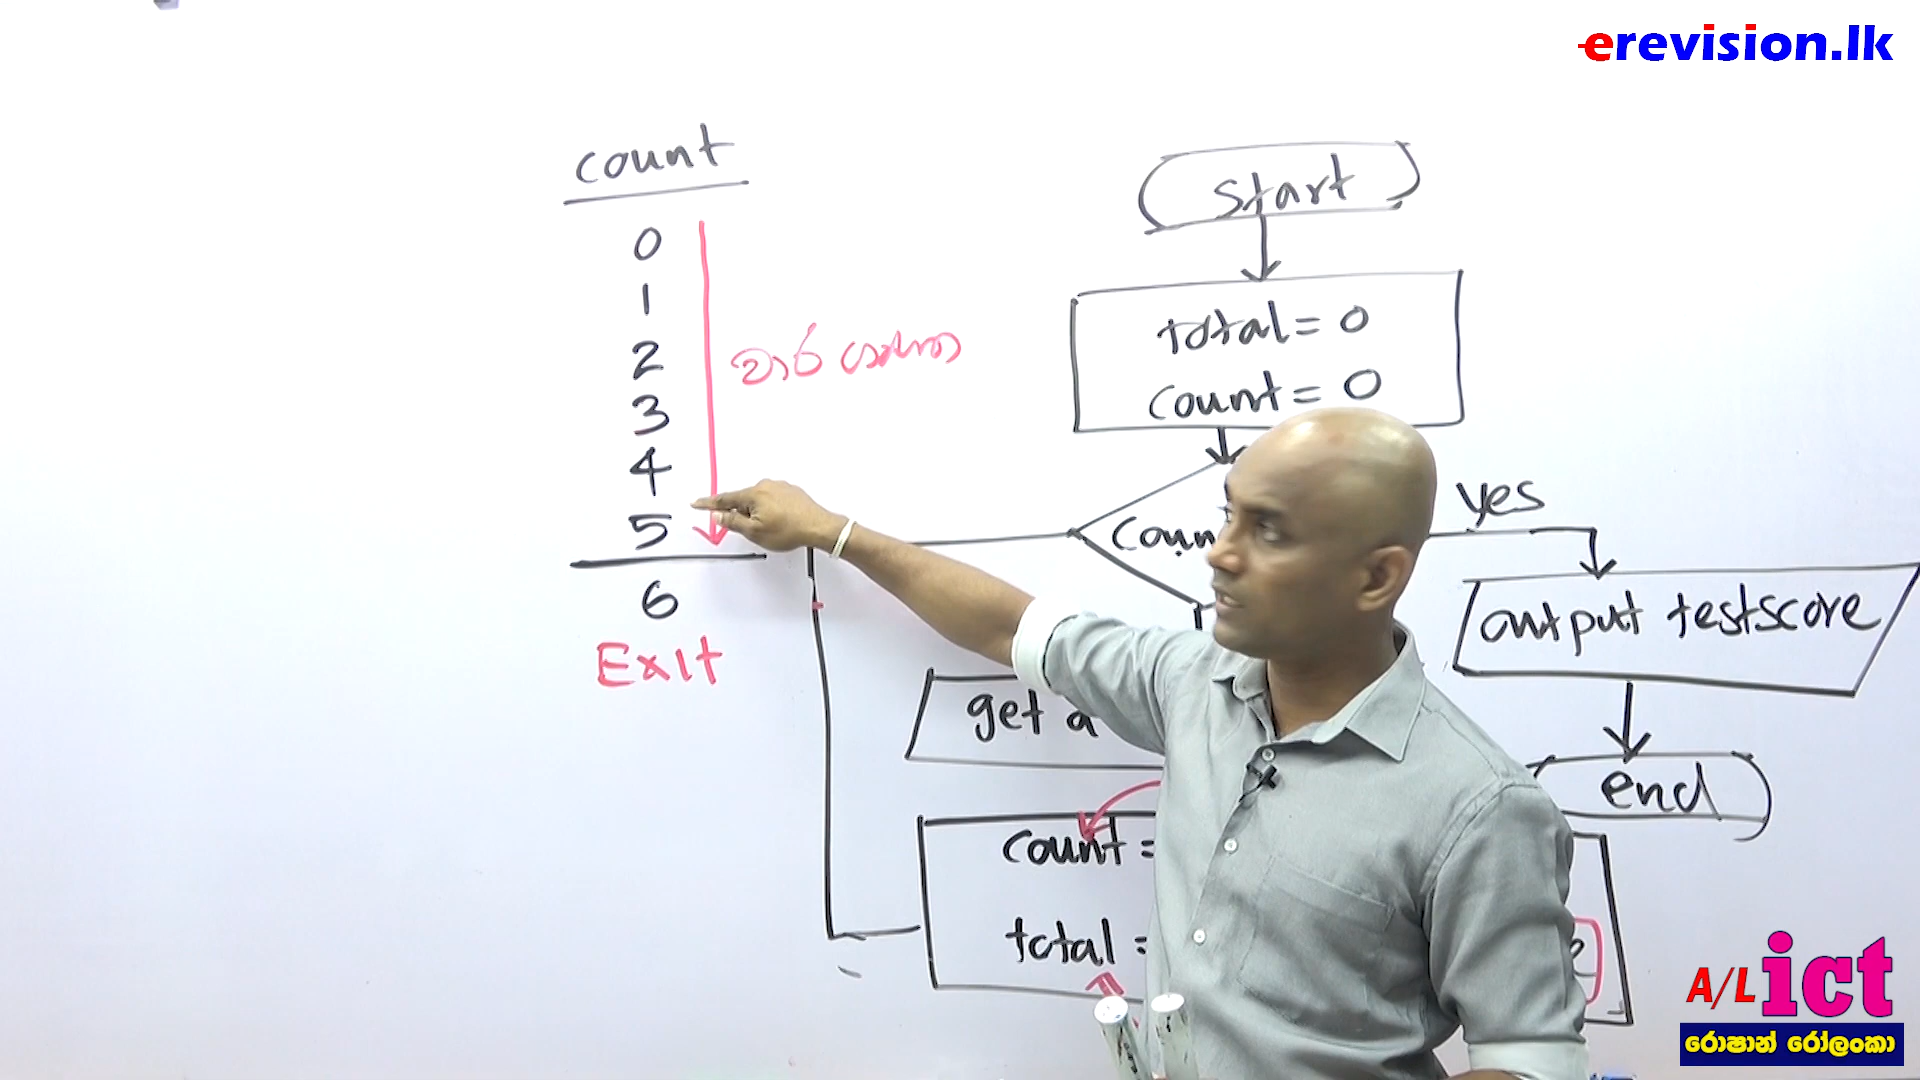 erevision.lk
count
0
1
2
3
4
5
6
Exit
වාර ගණන
start
total = 0
count = 0
yes
output testscore
end
get a
count =
total =
A/L ict
රොෂාන් රෝලංකා